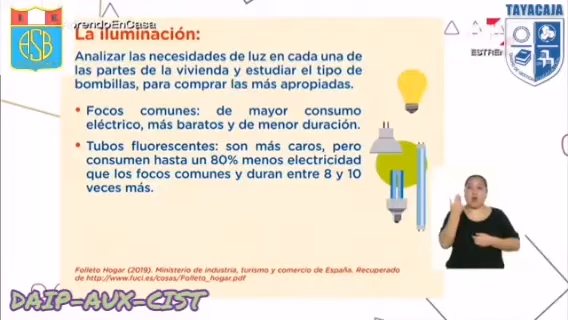 TAYACAJA
I E
ASB
rendoEnCasa
ESTREN
La iluminación:
Analizar las necesidades de luz en cada una de
las partes de la vivienda y estudiar el tipo de
bombillas, para comprar las más apropiadas.
• Focos comunes: de mayor consumo
eléctrico, más baratos y de menor duración.
• Tubos fluorescentes: son más caros, pero
consumen hasta un 80% menos electricidad
que los focos comunes y duran entre 8 y 10
veces más.
Folleto Hogar (2019). Ministerio de industria, turismo y comercio de España. Recuperado
de http://www.fuci.es/cosas/Folleto_hogar.pdf
DAIP-AUX-CIST